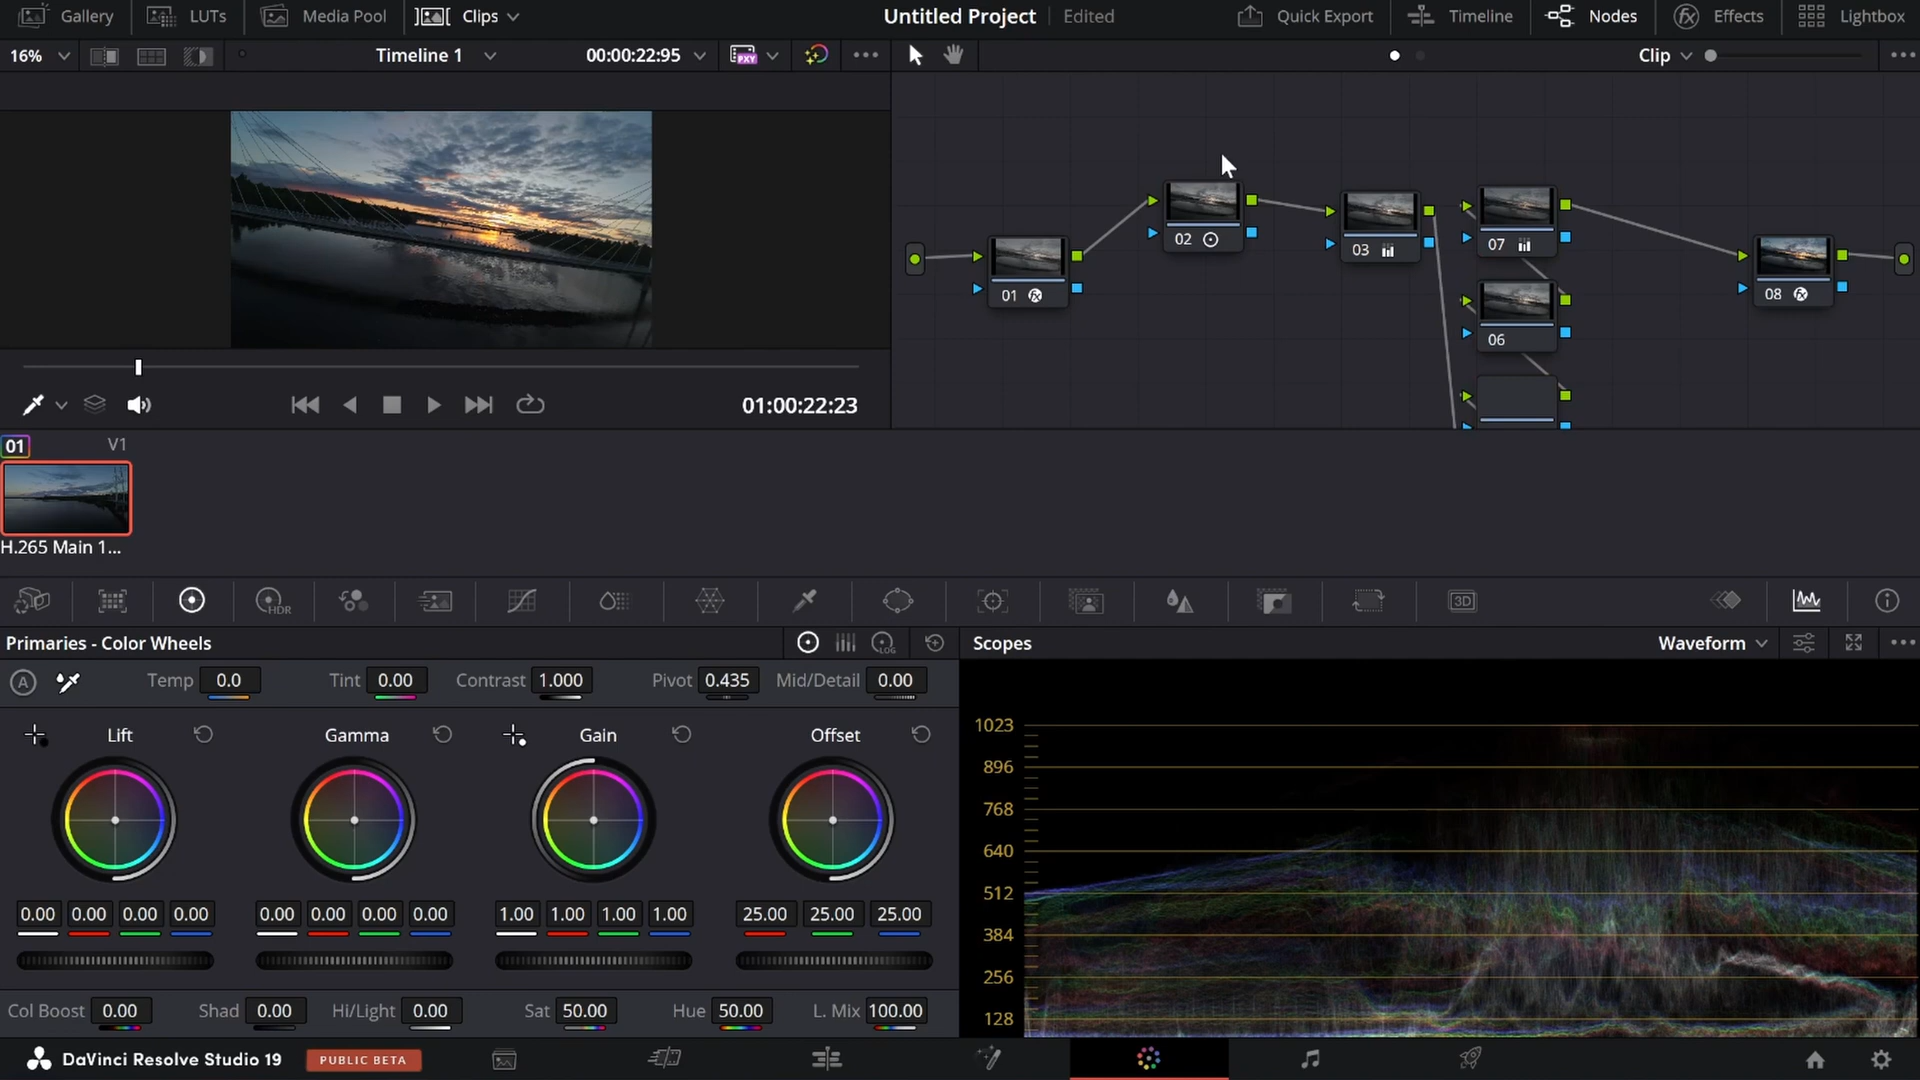 Gallery
LUTs
Media Pool
Clips
Untitled Project
Edited
Quick Export
Timeline
Nodes
Effects
Lightbox
16%
Timeline 1
00:00:22:95
PXY
Clip
02
03
07
01
08
06
01:00:22:23
01
V1
H.265 Main 1...
HDR
3D
Primaries - Color Wheels
LOG
Scopes
Waveform
A
Temp 0.0
Tint 0.00
Contrast 1.000
Pivot 0.435
Mid/Detail 0.00
Lift
Gamma
Gain
Offset
0.00 0.00 0.00 0.00
0.00 0.00 0.00 0.00
1.00 1.00 1.00 1.00
25.00 25.00 25.00
Col Boost 0.00
Shad 0.00
Hi/Light 0.00
Sat 50.00
Hue 50.00
L. Mix 100.00
1023
896
768
640
512
384
256
128
DaVinci Resolve Studio 19
PUBLIC BETA